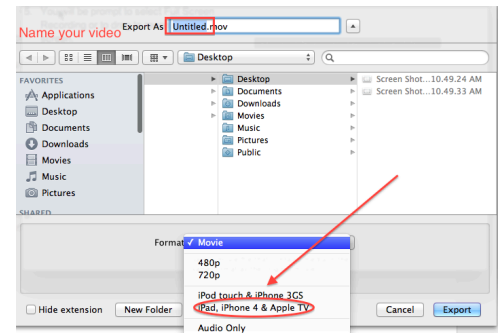 Export As: Untitled.mov
Name your video
Desktop
FAVORITES
Applications
Desktop
Documents
Downloads
Movies
Music
Pictures
SHARED
Desktop
Documents
Downloads
Movies
Music
Pictures
Public
Screen Shot...10.49.24 AM
Screen Shot...10.49.33 AM
Format
Movie
480p
720p
iPod touch & iPhone 3GS
iPad, iPhone 4 & Apple TV
Audio Only
Hide extension
New Folder
Cancel
Export